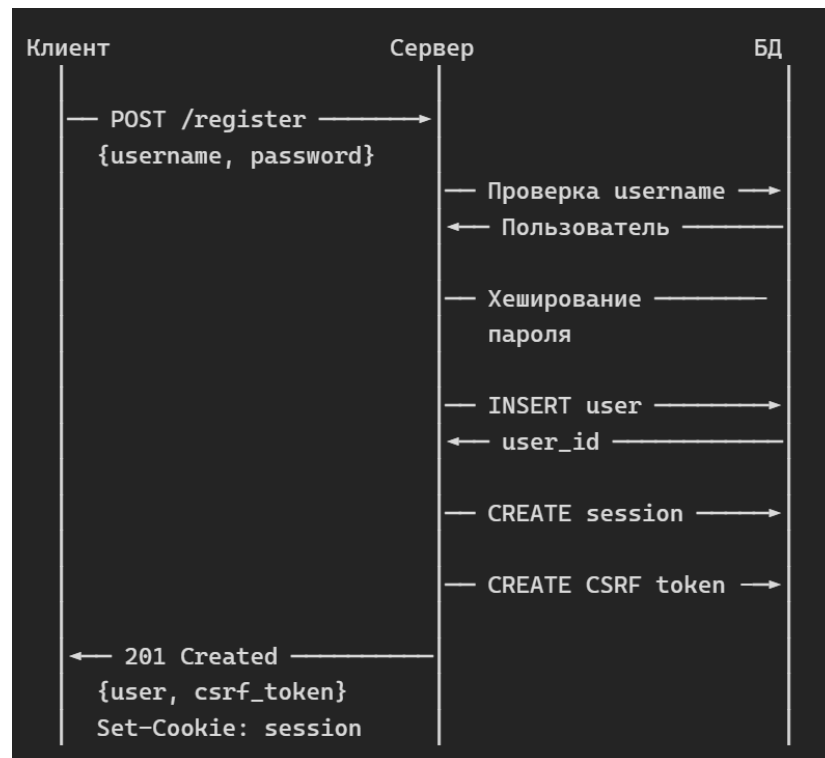 Клиент Сервер БД
POST /register
{username, password}
Проверка username
Пользователь
Хеширование
пароля
INSERT user
user_id
CREATE session
CREATE CSRF token
201 Created
{user, csrf_token}
Set-Cookie: session